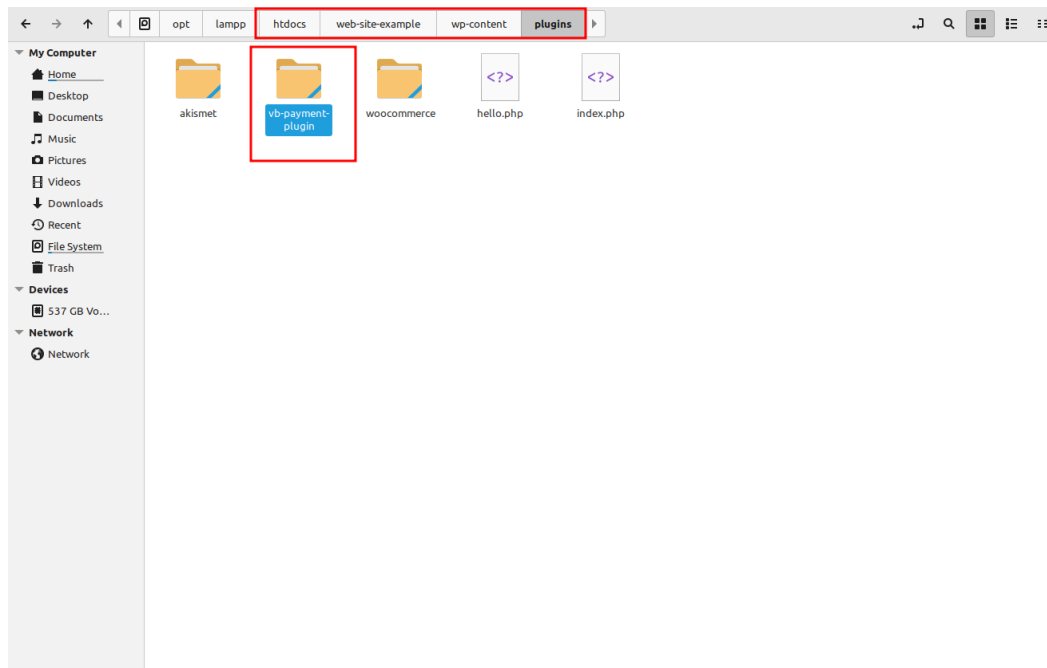 opt lampp htdocs web-site-example wp-content plugins
My Computer
Home
Desktop
Documents
Music
Pictures
Videos
Downloads
Recent
File System
Trash
Devices
537 GB Vo...
Network
Network
akismet
vb-payment-
plugin
woocommerce
<?>
hello.php
<?>
index.php